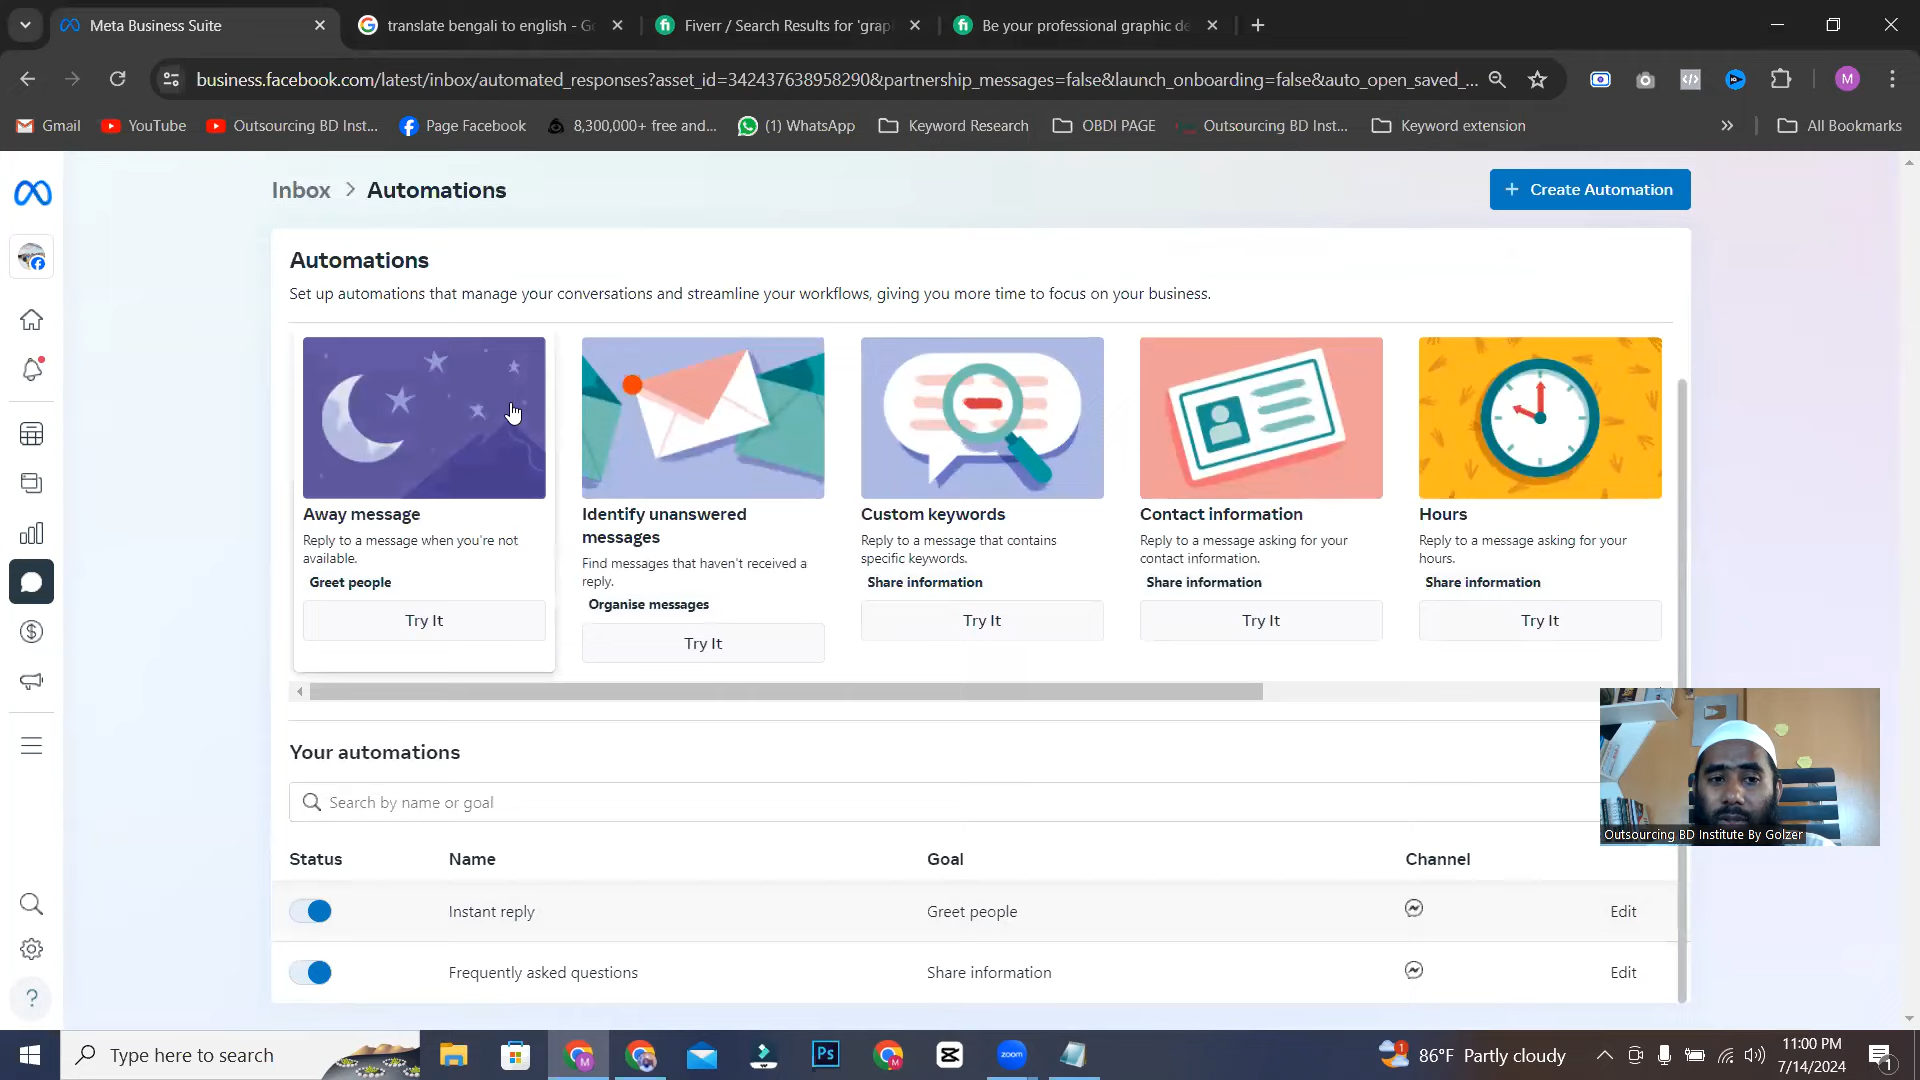 Meta Business Suite
translate bengali to english - Go
Fiverr / Search Results for 'grap
Be your professional graphic de
business.facebook.com/latest/inbox/automated_responses?asset_id=342437638958290&partnership_messages=false&launch_onboarding=false&auto_open_saved_...
M
Gmail
YouTube
Outsourcing BD Inst...
Page Facebook
8,300,000+ free and...
(1) WhatsApp
Keyword Research
OBDI PAGE
Outsourcing BD Inst...
Keyword extension
All Bookmarks
Inbox > Automations
+ Create Automation
Automations
Set up automations that manage your conversations and streamline your workflows, giving you more time to focus on your business.
Away message
Reply to a message when you're not
available.
Greet people
Try It
Identify unanswered
messages
Find messages that haven't received a
reply.
Organise messages
Try It
Custom keywords
Reply to a message that contains
specific keywords.
Share information
Try It
Contact information
Reply to a message asking for your
contact information.
Share information
Try It
Hours
Reply to a message asking for your
hours.
Share information
Try It
Your automations
Search by name or goal
Status Name Goal Channel
Instant reply Greet people Edit
Frequently asked questions Share information Edit
Outsourcing BD Institute By Golzer
Type here to search
Ps
zoom
1
86°F Partly cloudy
11:00 PM
7/14/2024
1